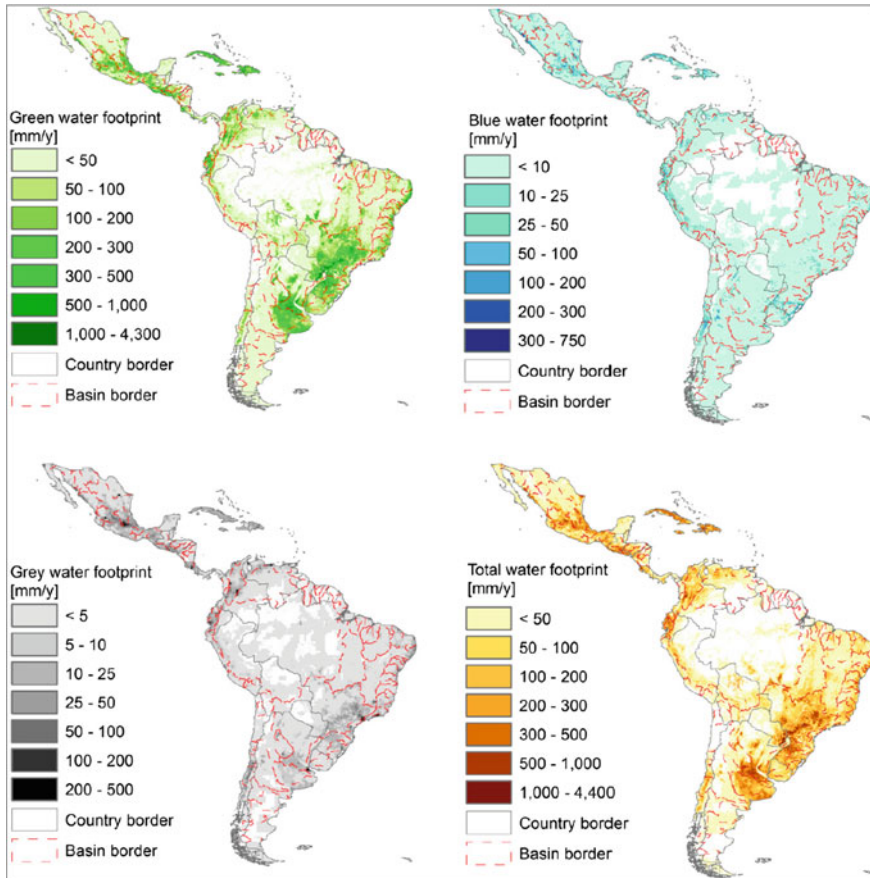 Green water footprint
[mm/y]
< 50
50 - 100
100 - 200
200 - 300
300 - 500
500 - 1,000
1,000 - 4,300
Country border
Basin border
Blue water footprint
[mm/y]
< 10
10 - 25
25 - 50
50 - 100
100 - 200
200 - 300
300 - 750
Country border
Basin border
Grey water footprint
[mm/y]
< 5
5 - 10
10 - 25
25 - 50
50 - 100
100 - 200
200 - 500
Country border
Basin border
Total water footprint
[mm/y]
< 50
50 - 100
100 - 200
200 - 300
300 - 500
500 - 1,000
1,000 - 4,400
Country border
Basin border